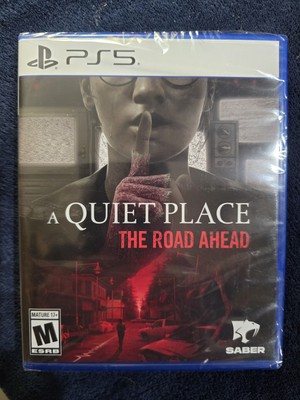 PS5
A QUIET PLACE
THE ROAD AHEAD
MATURE 17+
M
ESRB
SABER